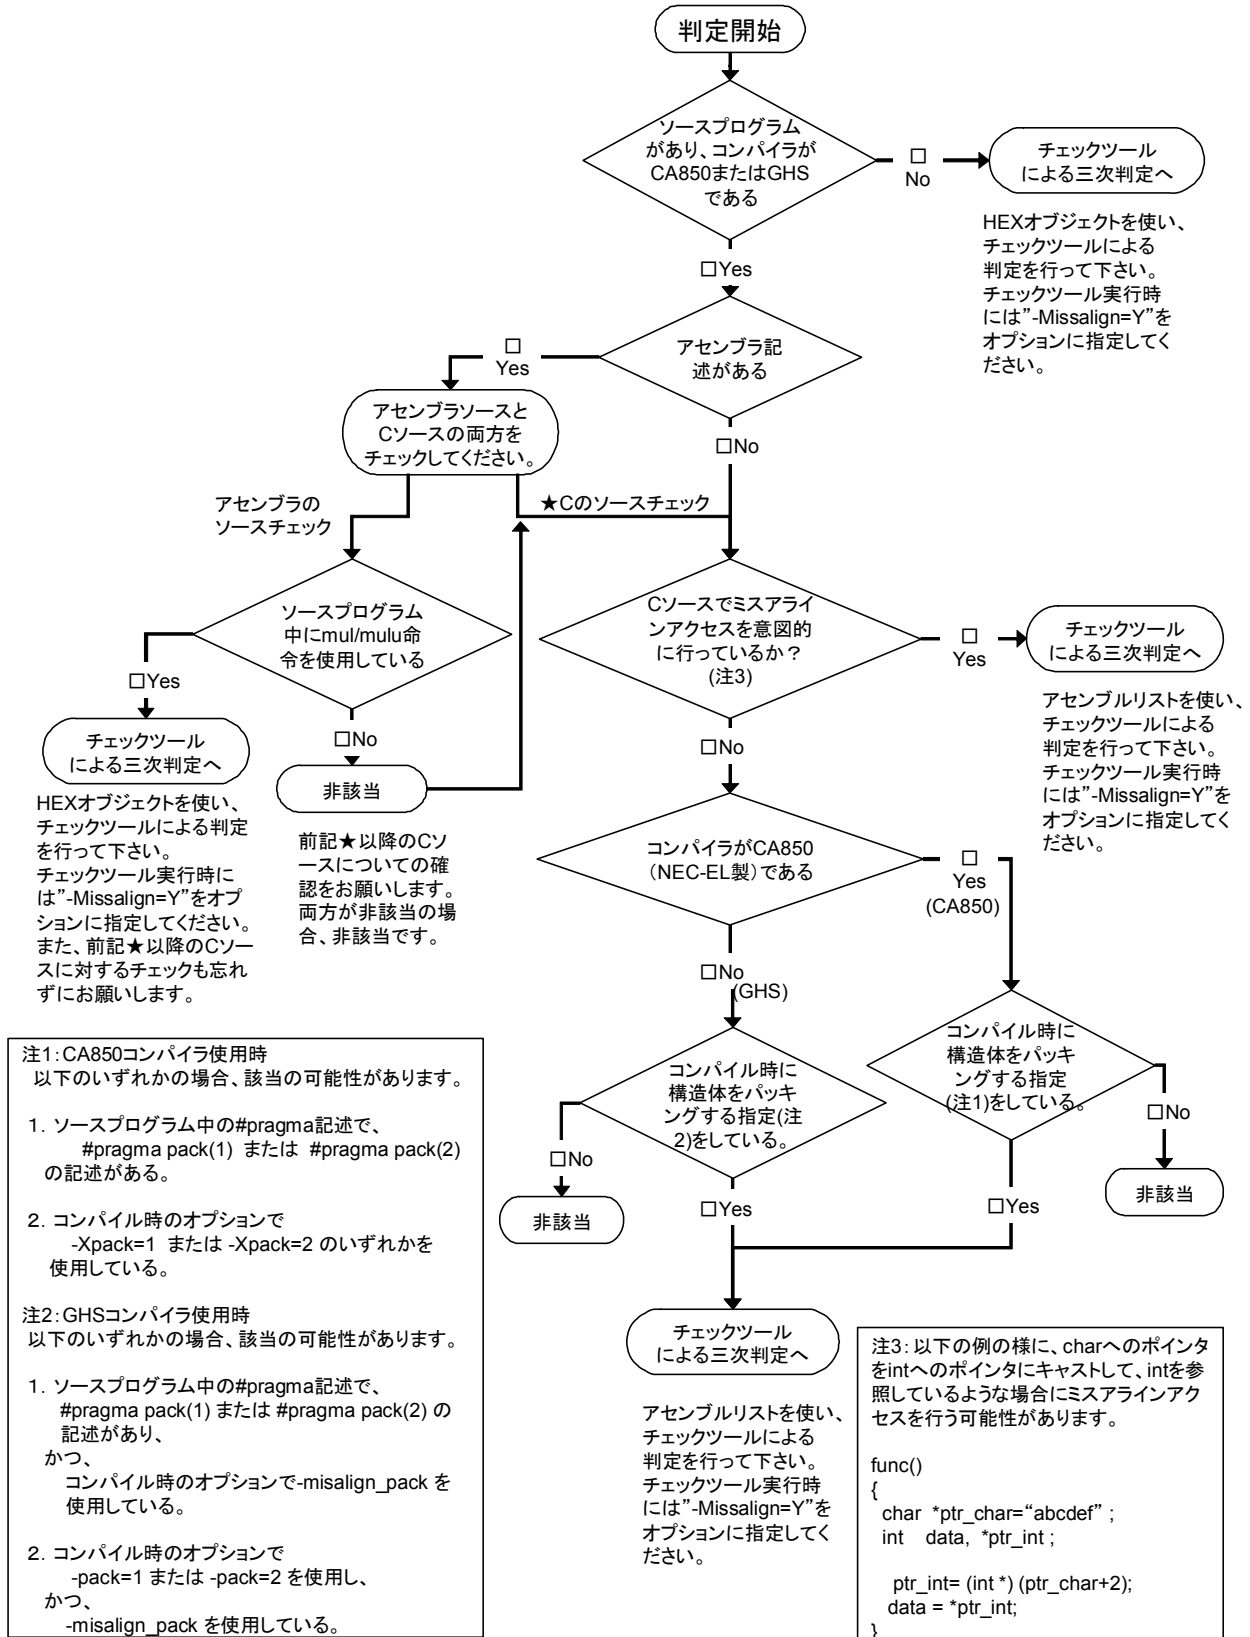 判定開始
ソースプログラム
があり、コンパイラが
CA850またはGHS
である
□
No
チェックツール
による三次判定へ
HEXオブジェクトを使い、
チェックツールによる
判定を行って下さい。
チェックツール実行時
には”-Missalign=Y”を
オプションに指定してく
ださい。
□Yes
アセンブラ記
述がある
□
Yes
アセンブラソースと
Cソースの両方を
チェックしてください。
□No
アセンブラの
ソースチェック
★Cのソースチェック
ソースプログラム
中にmul/mulu命
令を使用している
□Yes
チェックツール
による三次判定へ
HEXオブジェクトを使い、
チェックツールによる判定
を行って下さい。
チェックツール実行時に
は”-Missalign=Y”をオプ
ションに指定してください。
また、前記★以降のCソー
スに対するチェックも忘れ
ずにお願いします。
□No
非該当
前記★以降のCソ
ースについての確
認をお願いします。
両方が非該当の場
合、非該当です。
Cソースでミスアライ
ンアクセスを意図的
に行っているか？
(注3)
□
Yes
チェックツール
による三次判定へ
アセンブルリストを使い、
チェックツールによる
判定を行って下さい。
チェックツール実行時
には”-Missalign=Y”を
オプションに指定してく
ださい。
□No
コンパイラがCA850
（NEC-EL製）である
□
Yes
(CA850)
□No
(GHS)
コンパイル時に
構造体をパッキ
ングする指定(注
2)をしている。
□No
非該当
□Yes
コンパイル時に
構造体をパッキ
ングする指定
(注1)をしている。
□No
非該当
□Yes
チェックツール
による三次判定へ
アセンブルリストを使い、
チェックツールによる
判定を行って下さい。
チェックツール実行時
には”-Missalign=Y”を
オプションに指定してく
ださい。
注1：CA850コンパイラ使用時
以下のいずれかの場合、該当の可能性があります。
1．ソースプログラム中の#pragma記述で、
#pragma pack(1) または #pragma pack(2)
の記述がある。
2．コンパイル時のオプションで
-Xpack=1 または -Xpack=2 のいずれかを
使用している。
注2：GHSコンパイラ使用時
以下のいずれかの場合、該当の可能性があります。
1．ソースプログラム中の#pragma記述で、
#pragma pack(1) または #pragma pack(2) の
記述があり、
かつ、
コンパイル時のオプションで-misalign_pack を
使用している。
2．コンパイル時のオプションで
-pack=1 または -pack=2 を使用し、
かつ、
-misalign_pack を使用している。
注3：以下の例の様に、charへのポインタ
をintへのポインタにキャストして、intを参
照しているような場合にミスアラインアク
セスを行う可能性があります。
func()
{
char *ptr_char=“abcdef” ;
int data, *ptr_int ;
ptr_int= (int *) (ptr_char+2);
data = *ptr_int;
}